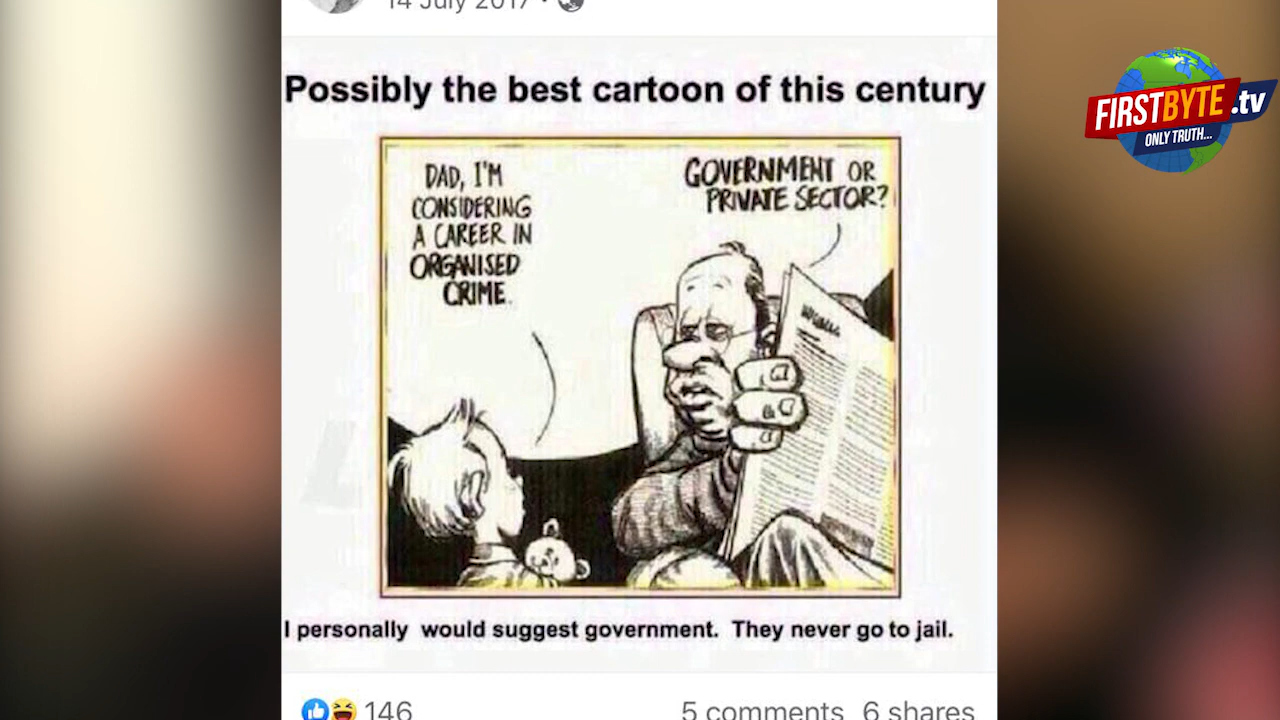 14 July 2017 ·
Possibly the best cartoon of this century
DAD, I'M
CONSIDERING
A CAREER IN
ORGANISED
CRIME.
GOVERNMENT OR
PRIVATE SECTOR?
I personally would suggest government. They never go to jail.
146
5 comments 6 shares
FIRSTBYTE.tv
ONLY TRUTH...